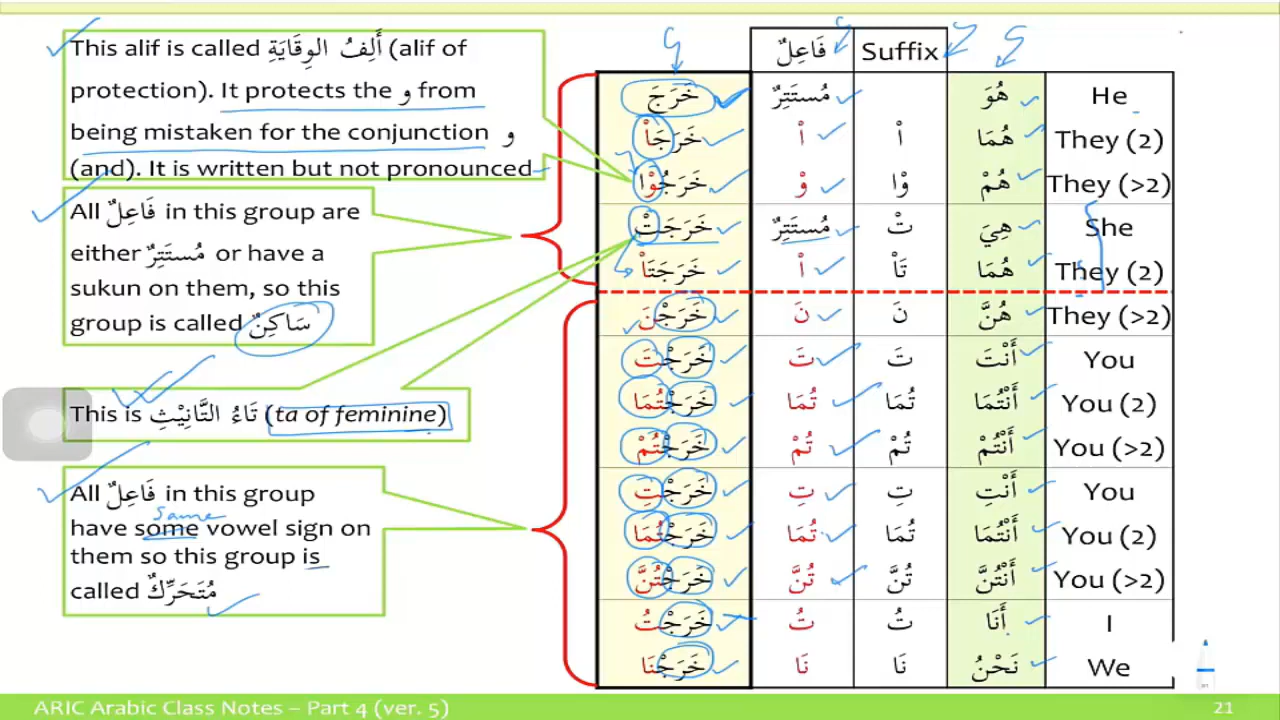 This alif is called أَلِفُ الوِقَايَةِ (alif of
protection). It protects the و from
being mistaken for the conjunction و
(and). It is written but not pronounced
All فَاعِلٌ in this group are
either مُستَتِرٌ or have a
sukun on them, so this
group is called سَاكِنٌ
This is تَاءُ التَّانِيْثِ (ta of feminine)
All فَاعِلٌ in this group
same
have some vowel sign on
them so this group is
called مُتَحَرِّكٌ
فَاعِلٌ Suffix
خَرَجَ مُستَتِرٌ هُوَ He
خَرَجَاْ اْ اْ هُمَا They (2)
خَرَجُوْا وْ وْا هُمْ They (>2)
خَرَجَتْ مُستَتِرٌ تْ هِيَ She
خَرَجَتَاْ اْ تَاْ هُمَا They (2)
خَرَجْنَ نَ نَ هُنَّ They (>2)
خَرَجْتَ تَ تَ أَنْتَ You
خَرَجْتُمَا تُمَا تُمَا أَنْتُمَا You (2)
خَرَجْتُمْ تُمْ تُمْ أَنْتُمْ You (>2)
خَرَجْتِ تِ تِ أَنْتِ You
خَرَجْتُمَا تُمَا تُمَا أَنْتُمَا You (2)
خَرَجْتُنَّ تُنَّ تُنَّ أَنْتُنَّ You (>2)
خَرَجْتُ تُ تُ أَنَا I
خَرَجْنَا نَا نَا نَحْنُ We
ARIC Arabic Class Notes – Part 4 (ver. 5) 21